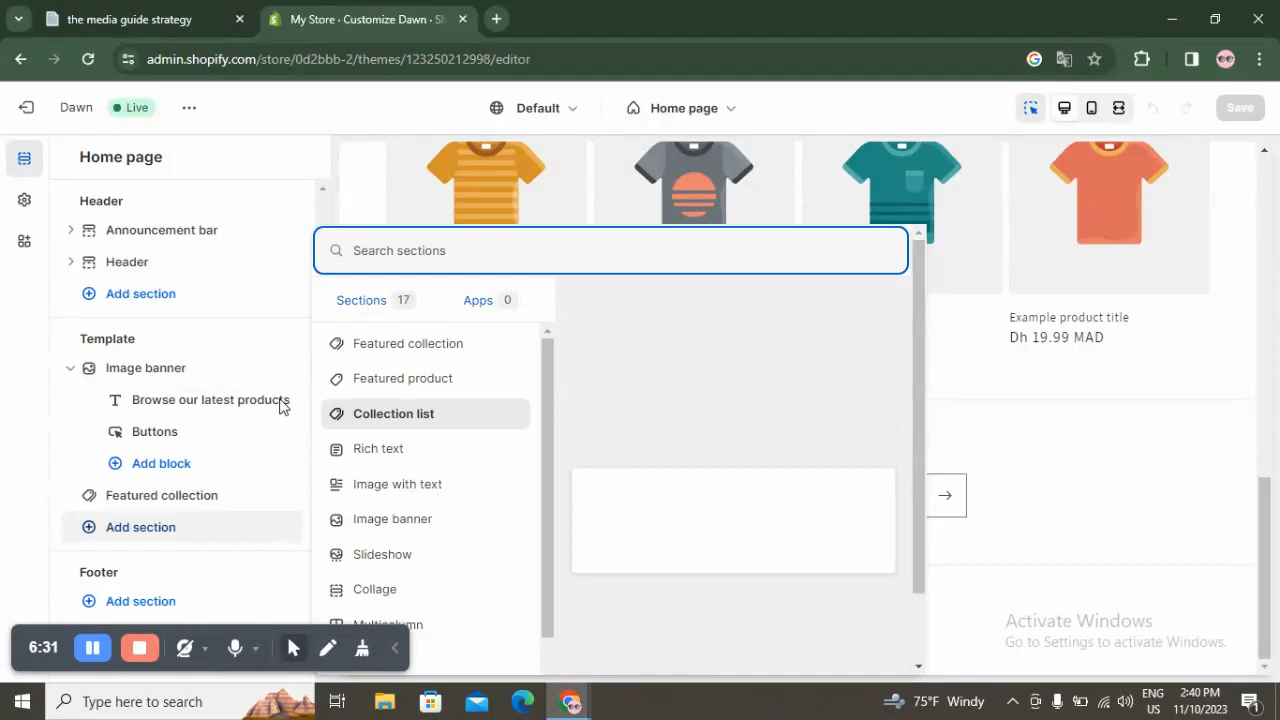 the media guide strategy
My Store · Customize Dawn · Sh
admin.shopify.com/store/0d2bbb-2/themes/123250212998/editor
Dawn
Live
Default
Home page
Save
Home page
Header
Announcement bar
Header
Add section
Template
Image banner
Browse our latest products
Buttons
Add block
Featured collection
Add section
Footer
Add section
Search sections
Sections 17
Apps 0
Featured collection
Featured product
Collection list
Rich text
Image with text
Image banner
Slideshow
Collage
Multicolumn
Example product title
Dh 19.99 MAD
Activate Windows
Go to Settings to activate Windows.
6:31
Type here to search
75°F Windy
ENG
US
2:40 PM
11/10/2023
1